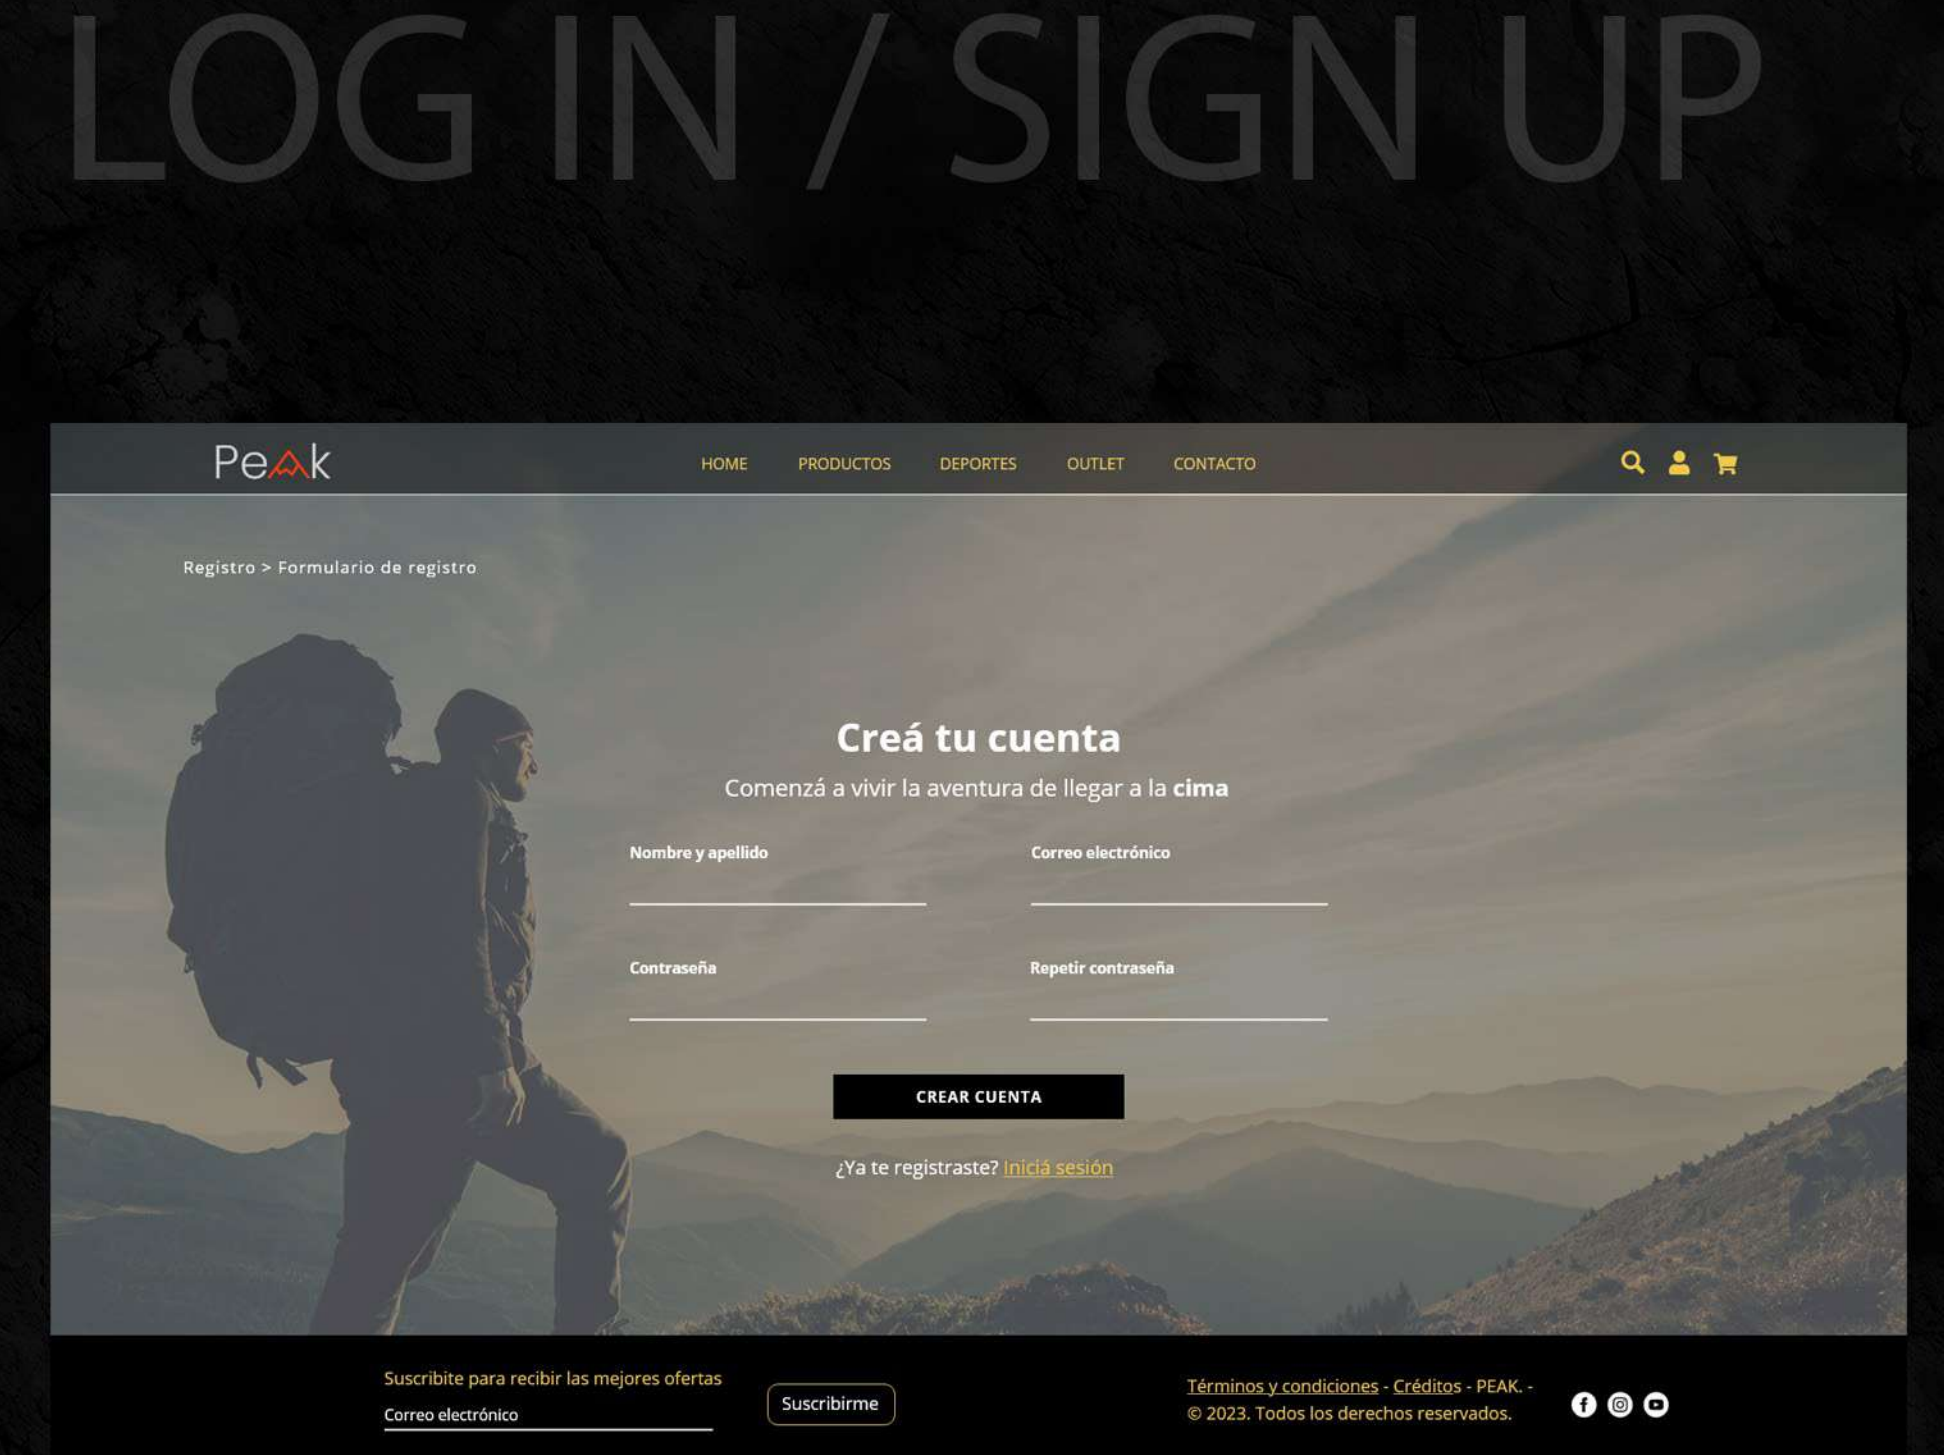 LOG IN / SIGN UP
Peak
HOME PRODUCTOS DEPORTES OUTLET CONTACTO
Registro > Formulario de registro
Creá tu cuenta
Comenzá a vivir la aventura de llegar a la cima
Nombre y apellido
Correo electrónico
Contraseña
Repetir contraseña
CREAR CUENTA
¿Ya te registraste? Iniciá sesión
Suscribite para recibir las mejores ofertas
Correo electrónico
Suscribirme
Términos y condiciones - Créditos - PEAK. -
© 2023. Todos los derechos reservados.